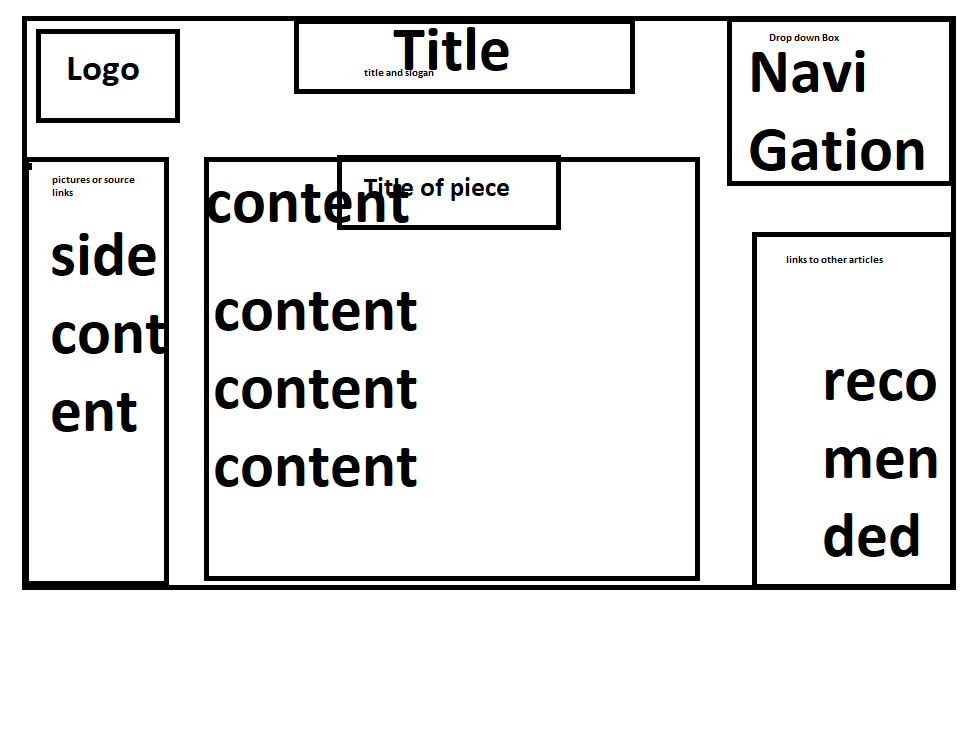 Logo
Title
title and slogan
Drop down Box
Navi
Gation
pictures or source
links
side
cont
ent
Title of piece
content
content
content
content
links to other articles
reco
men
ded